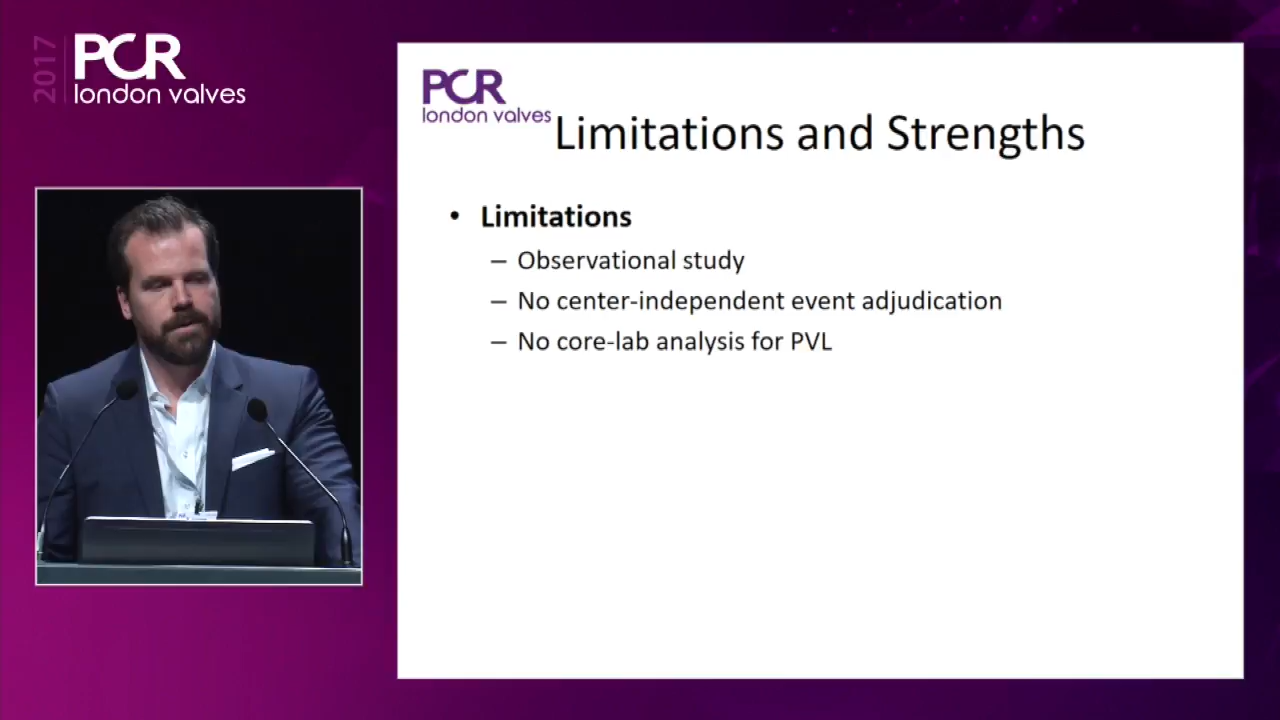 2017
PCR
london valves
PCR
london valves
Limitations and Strengths
• Limitations
– Observational study
– No center-independent event adjudication
– No core-lab analysis for PVL